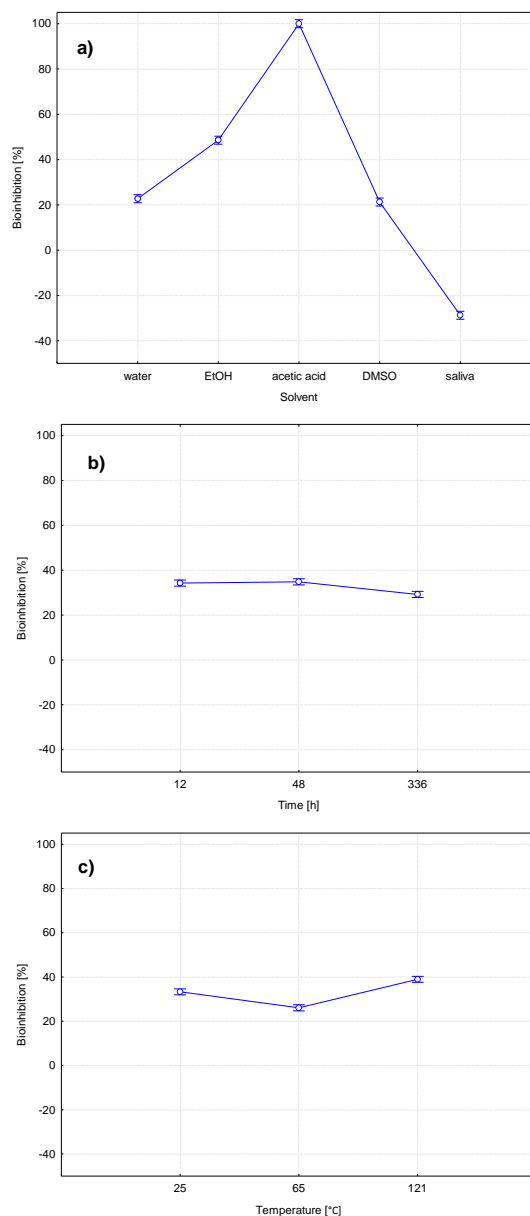 a)
Bioinhibition [%]
100
80
60
40
20
0
-20
-40
water EtOH acetic acid DMSO saliva
Solvent
b)
Bioinhibition [%]
100
80
60
40
20
0
-20
-40
12 48 336
Time [h]
c)
Bioinhibition [%]
100
80
60
40
20
0
-20
-40
25 65 121
Temperature [°C]